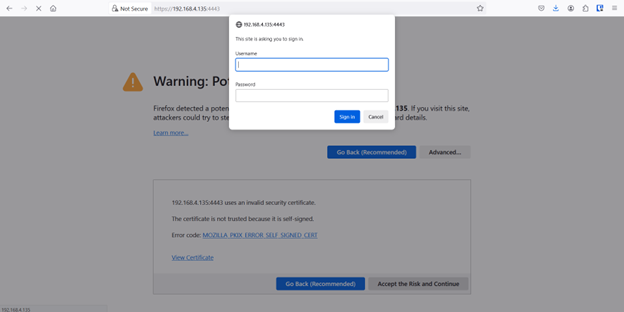 Not Secure https://192.168.4.135:4443
192.168.4.135:4443
This site is asking you to sign in.
Username
Password
Sign in Cancel
Warning: Po
Firefox detected a poten 135. If you visit this site,
attackers could try to ste rd details.
Learn more...
Go Back (Recommended) Advanced...
192.168.4.135:4443 uses an invalid security certificate.
The certificate is not trusted because it is self-signed.
Error code: MOZILLA_PKIX_ERROR_SELF_SIGNED_CERT
View Certificate
Go Back (Recommended) Accept the Risk and Continue
192.168.4.135